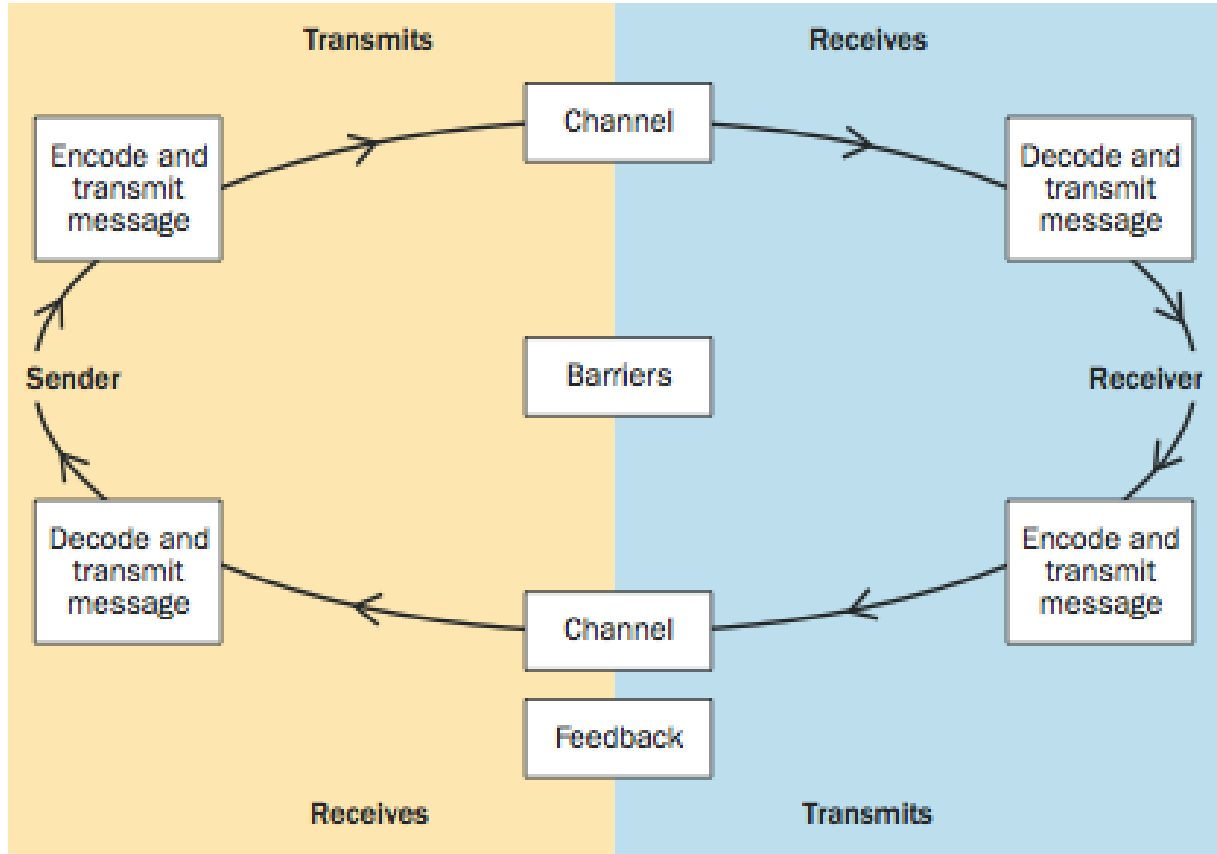 Transmits
Receives
Channel
Encode and
transmit
message
Decode and
transmit
message
Barriers
Sender
Receiver
Decode and
transmit
message
Encode and
transmit
message
Channel
Feedback
Receives
Transmits